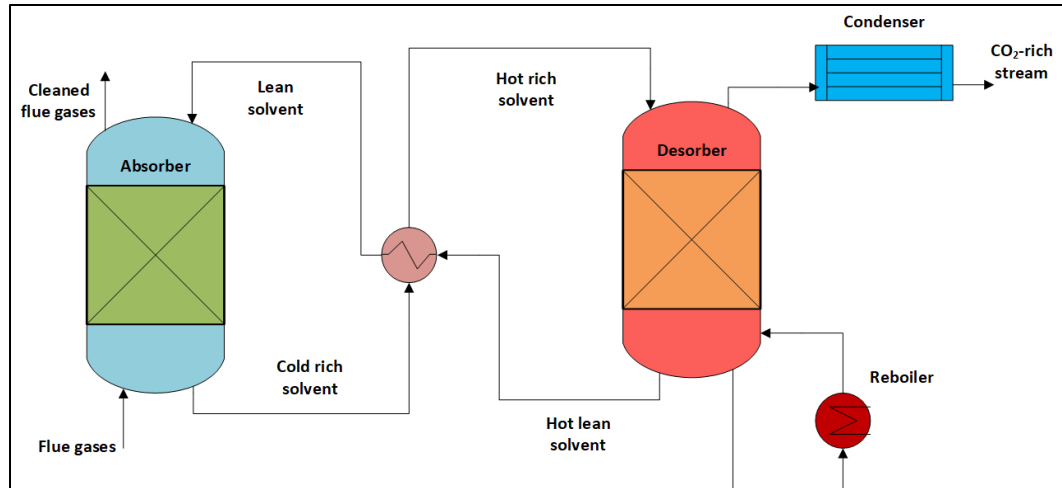 Condenser
CO₂-rich
stream
Cleaned
flue gases
Lean
solvent
Hot rich
solvent
Absorber
Desorber
Cold rich
solvent
Reboiler
Flue gases
Hot lean
solvent